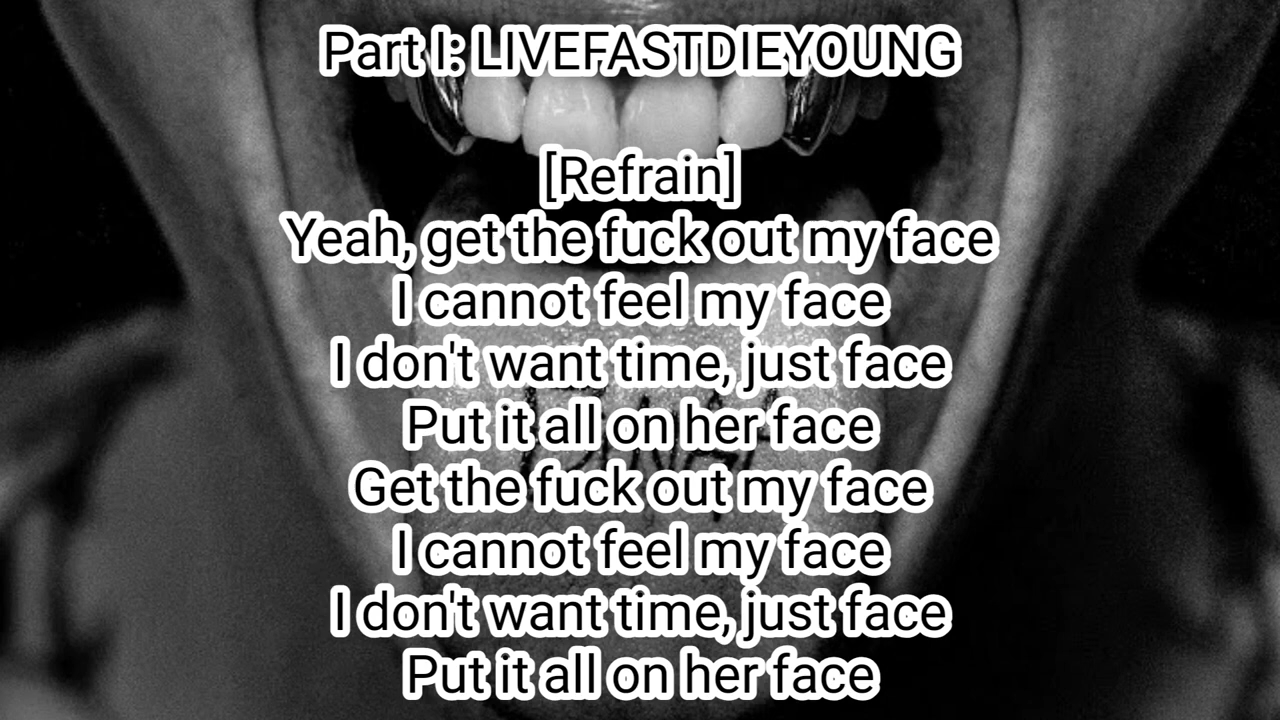 Part I: LIVEFASTDIEYOUNG
[Refrain]
Yeah, get the fuck out my face
I cannot feel my face
I don't want time, just face
Put it all on her face
Get the fuck out my face
I cannot feel my face
I don't want time, just face
Put it all on her face